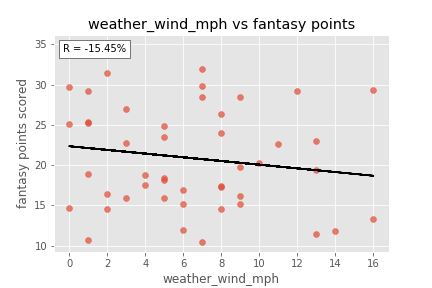 weather_wind_mph vs fantasy points
R = -15.45%
fantasy points scored
35
30
25
20
15
10
0 2 4 6 8 10 12 14 16
weather_wind_mph